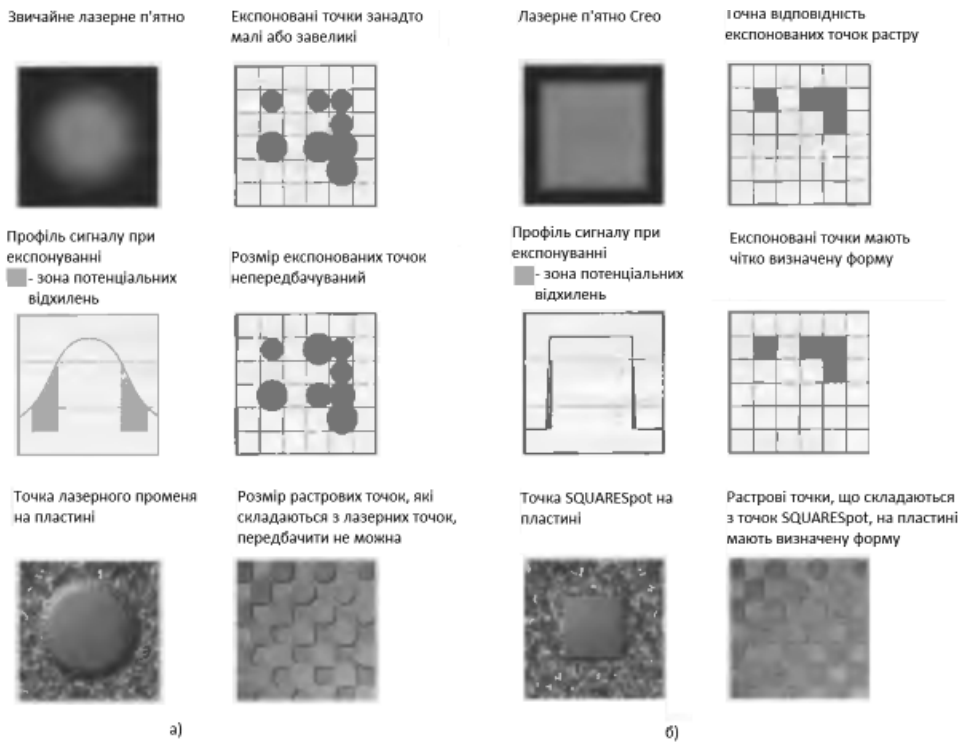 Звичайне лазерне п'ятно
Експоновані точки занадто
малі або завеликі
Профіль сигналу при
експонуванні
- зона потенціальних
відхилень
Розмір експонованих точок
непередбачуваний
Точка лазерного променя
на пластині
Розмір растрових точок, які
складаються з лазерних точок,
передбачити не можна
а)
Лазерне п'ятно Creo
Точна відповідність
експонованих точок растру
Профіль сигналу при
експонуванні
- зона потенціальних
відхилень
Експоновані точки мають
чітко визначену форму
Точка SQUARESpot на
пластині
Растрові точки, що складаються
з точок SQUARESpot, на пластині
мають визначену форму
б)